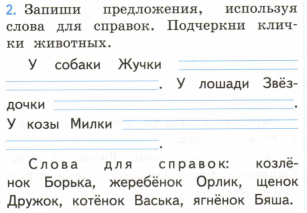 2. Запиши предложения, используя
слова для справок. Подчеркни клич-
ки животных.
У собаки Жучки
. У лошади Звёз-
дочки
У козы Милки
.
Слова для справок: козлё-
нок Борька, жеребёнок Орлик, щенок
Дружок, котёнок Васька, ягнёнок Бяша.